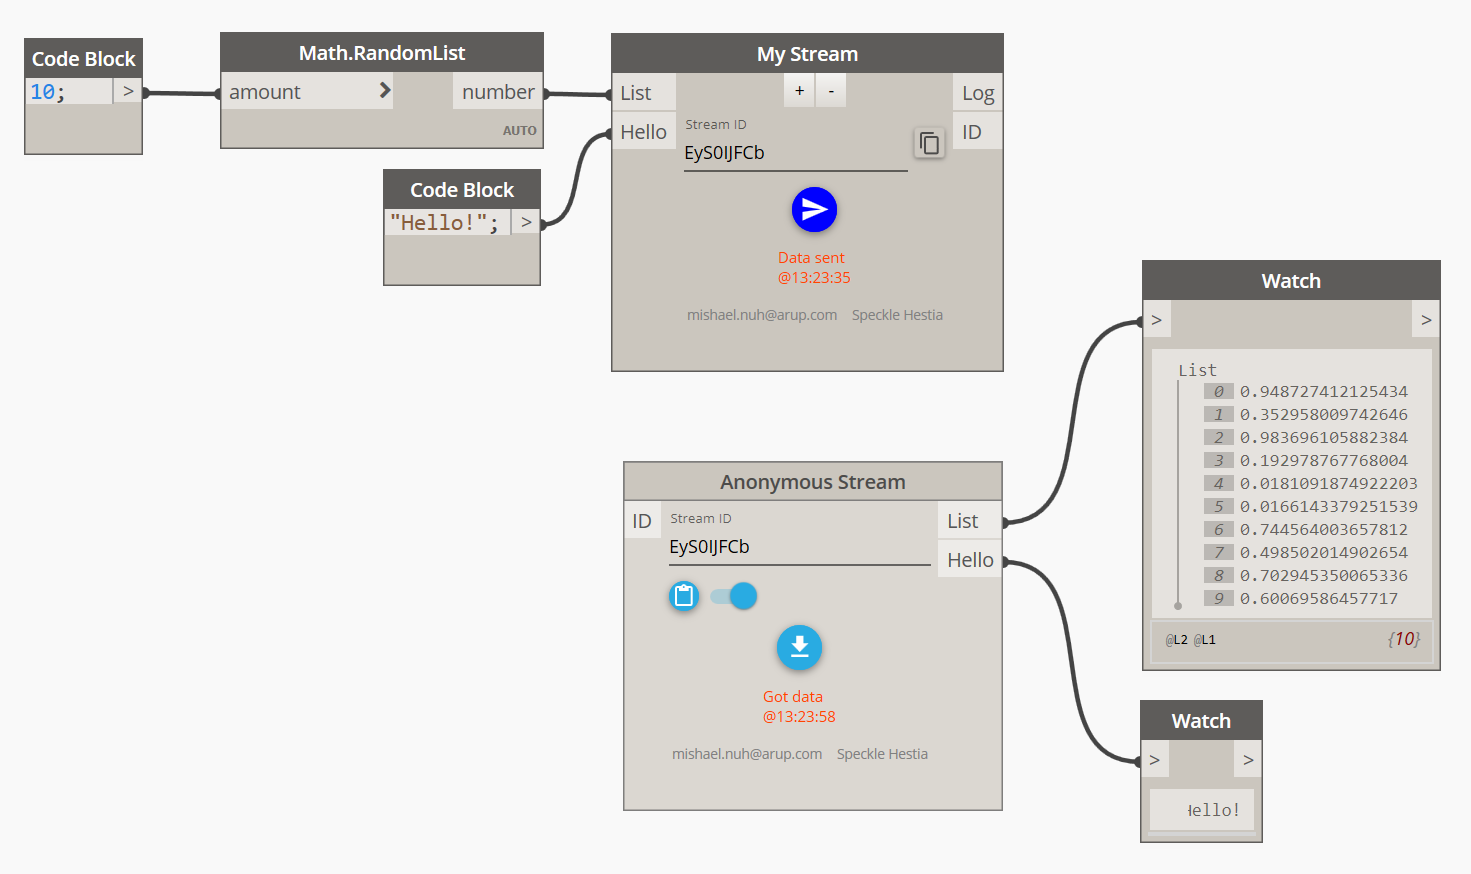 Code Block
10; >
Math.RandomList
amount number
AUTO
Code Block
"Hello!"; >
My Stream
List + - Log
Hello ID
Stream ID
EyS0IJFCb
Data sent
@13:23:35
mishael.nuh@arup.com Speckle Hestia
Anonymous Stream
ID List
Hello
Stream ID
EyS0IJFCb
Got data
@13:23:58
mishael.nuh@arup.com Speckle Hestia
Watch
> >
List
0 0.948727412125434
1 0.352958009742646
2 0.983696105882384
3 0.192978767768004
4 0.0181091874922203
5 0.0166143379251539
6 0.744564003657812
7 0.498502014902654
8 0.702945350065336
9 0.60069586457717
@L2 @L1 {10}
Watch
> >
Hello!